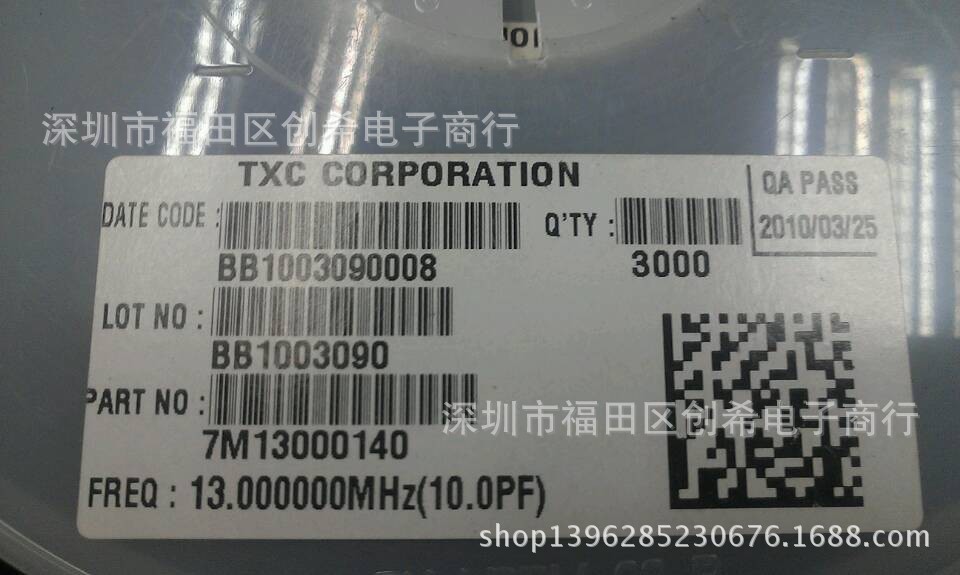 深圳市福田区创希电子商行
TXC CORPORATION
QA PASS
2010/03/25
DATE CODE :
Q'TY :
BB1003090008
3000
LOT NO :
BB1003090
PART NO :
深圳市福田区创希电子商行
7M13000140
FREQ : 13.000000MHz(10.0PF)
shop1396285230676.1688.com